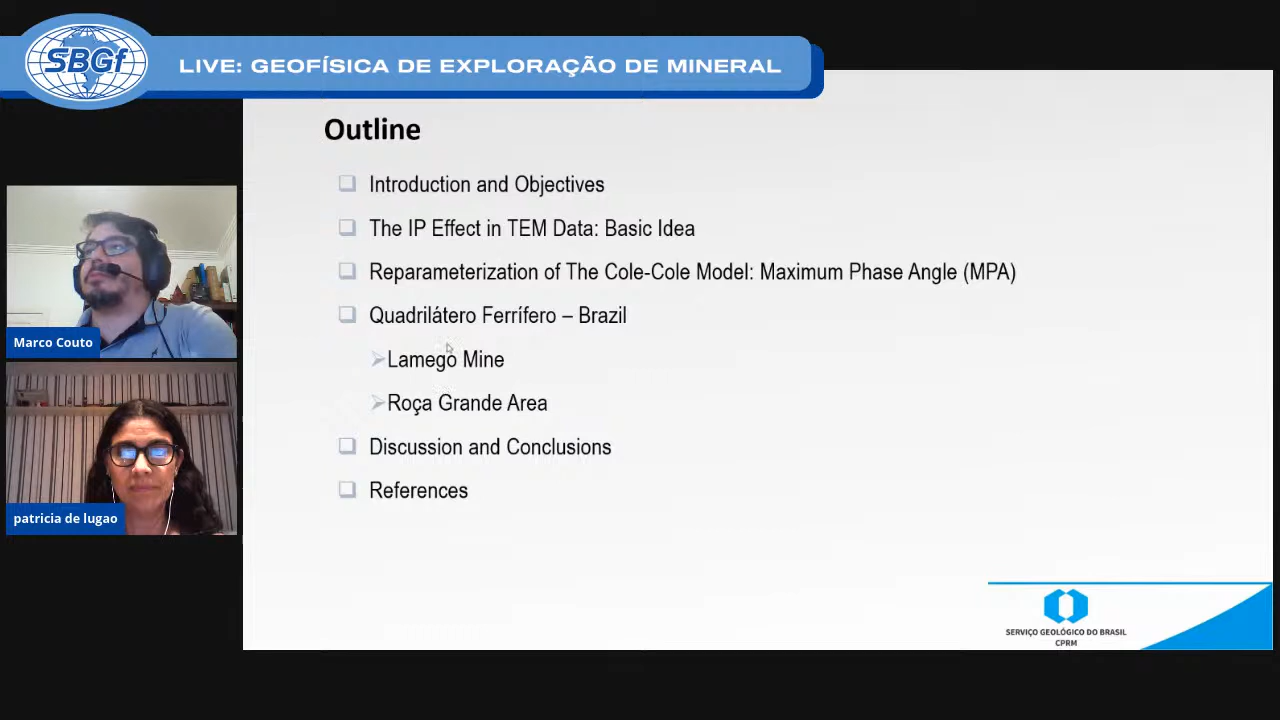 SBGf
LIVE: GEOFÍSICA DE EXPLORAÇÃO DE MINERAL
Outline
Introduction and Objectives
The IP Effect in TEM Data: Basic Idea
Reparameterization of The Cole-Cole Model: Maximum Phase Angle (MPA)
Quadrilátero Ferrífero – Brazil
Lamego Mine
Roça Grande Area
Discussion and Conclusions
References
Marco Couto
patricia de lugao
SERVIÇO GEOLÓGICO DO BRASIL
CPRM